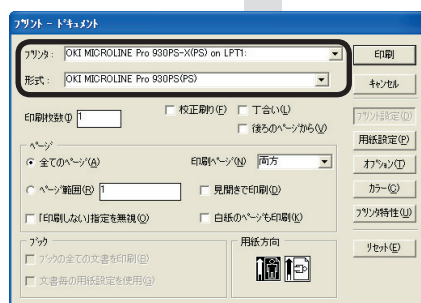 プリント - ドキュメント
プリンタ: OKI MICROLINE Pro 930PS-X(PS) on LPT1:
印刷
形式: OKI MICROLINE Pro 930PS(PS)
キャンセル
印刷枚数(I) 1
校正刷り(F)
丁合い(L)
プリント設定(D)
後ろのページから(V)
用紙設定(P)
ページ
全てのページ(A)
印刷ページ(N) 両方
オプション(T)
ページ範囲(R) 1
見開きで印刷(D)
カラー(C)
「印刷しない」指定を無視(Q)
白紙のページも印刷(K)
プリンタ特性(U)
ブック
用紙方向
リセット(E)
ブックの全ての文書を印刷(B)
文書毎の用紙設定を使用(G)